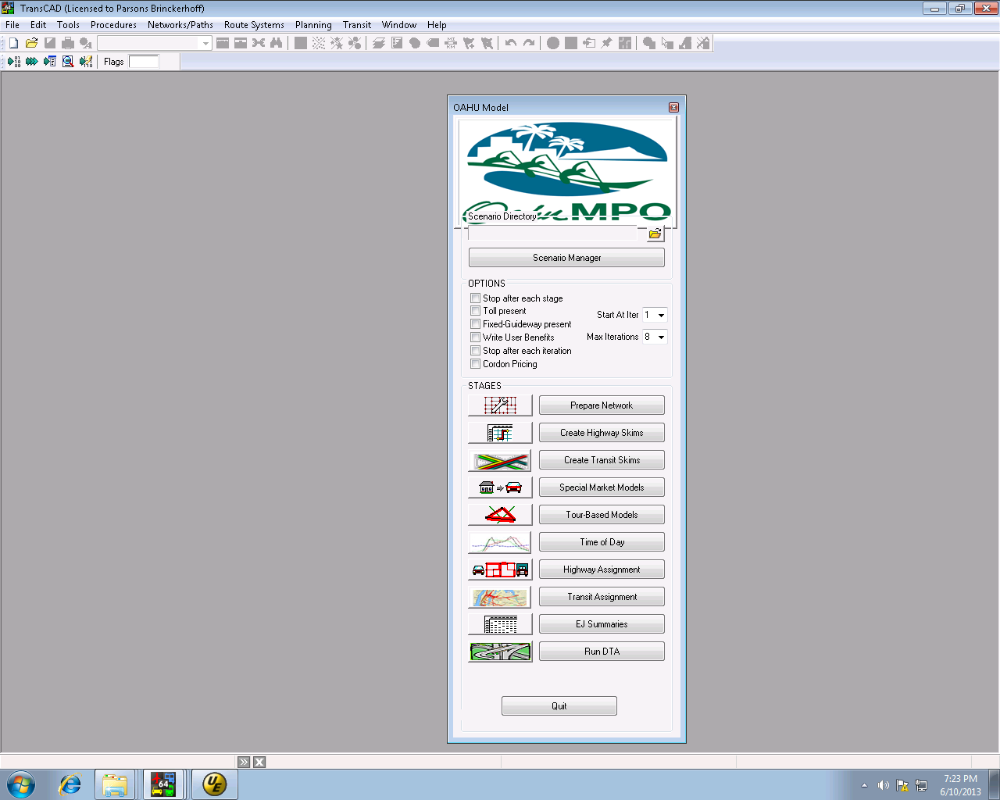 TransCAD (Licensed to Parsons Brinckerhoff)
File Edit Tools Procedures Networks/Paths Route Systems Planning Transit Window Help
Flags
OAHU Model
Oahu MPO
Scenario Directory
Scenario Manager
OPTIONS
Stop after each stage
Toll present
Start At Iter 1
Fixed-Guideway present
Write User Benefits
Max Iterations 8
Stop after each iteration
Cordon Pricing
STAGES
Prepare Network
Create Highway Skims
Create Transit Skims
Special Market Models
Tour-Based Models
Time of Day
Highway Assignment
Transit Assignment
EJ Summaries
Run DTA
Quit
64
UE
7:23 PM
6/10/2013